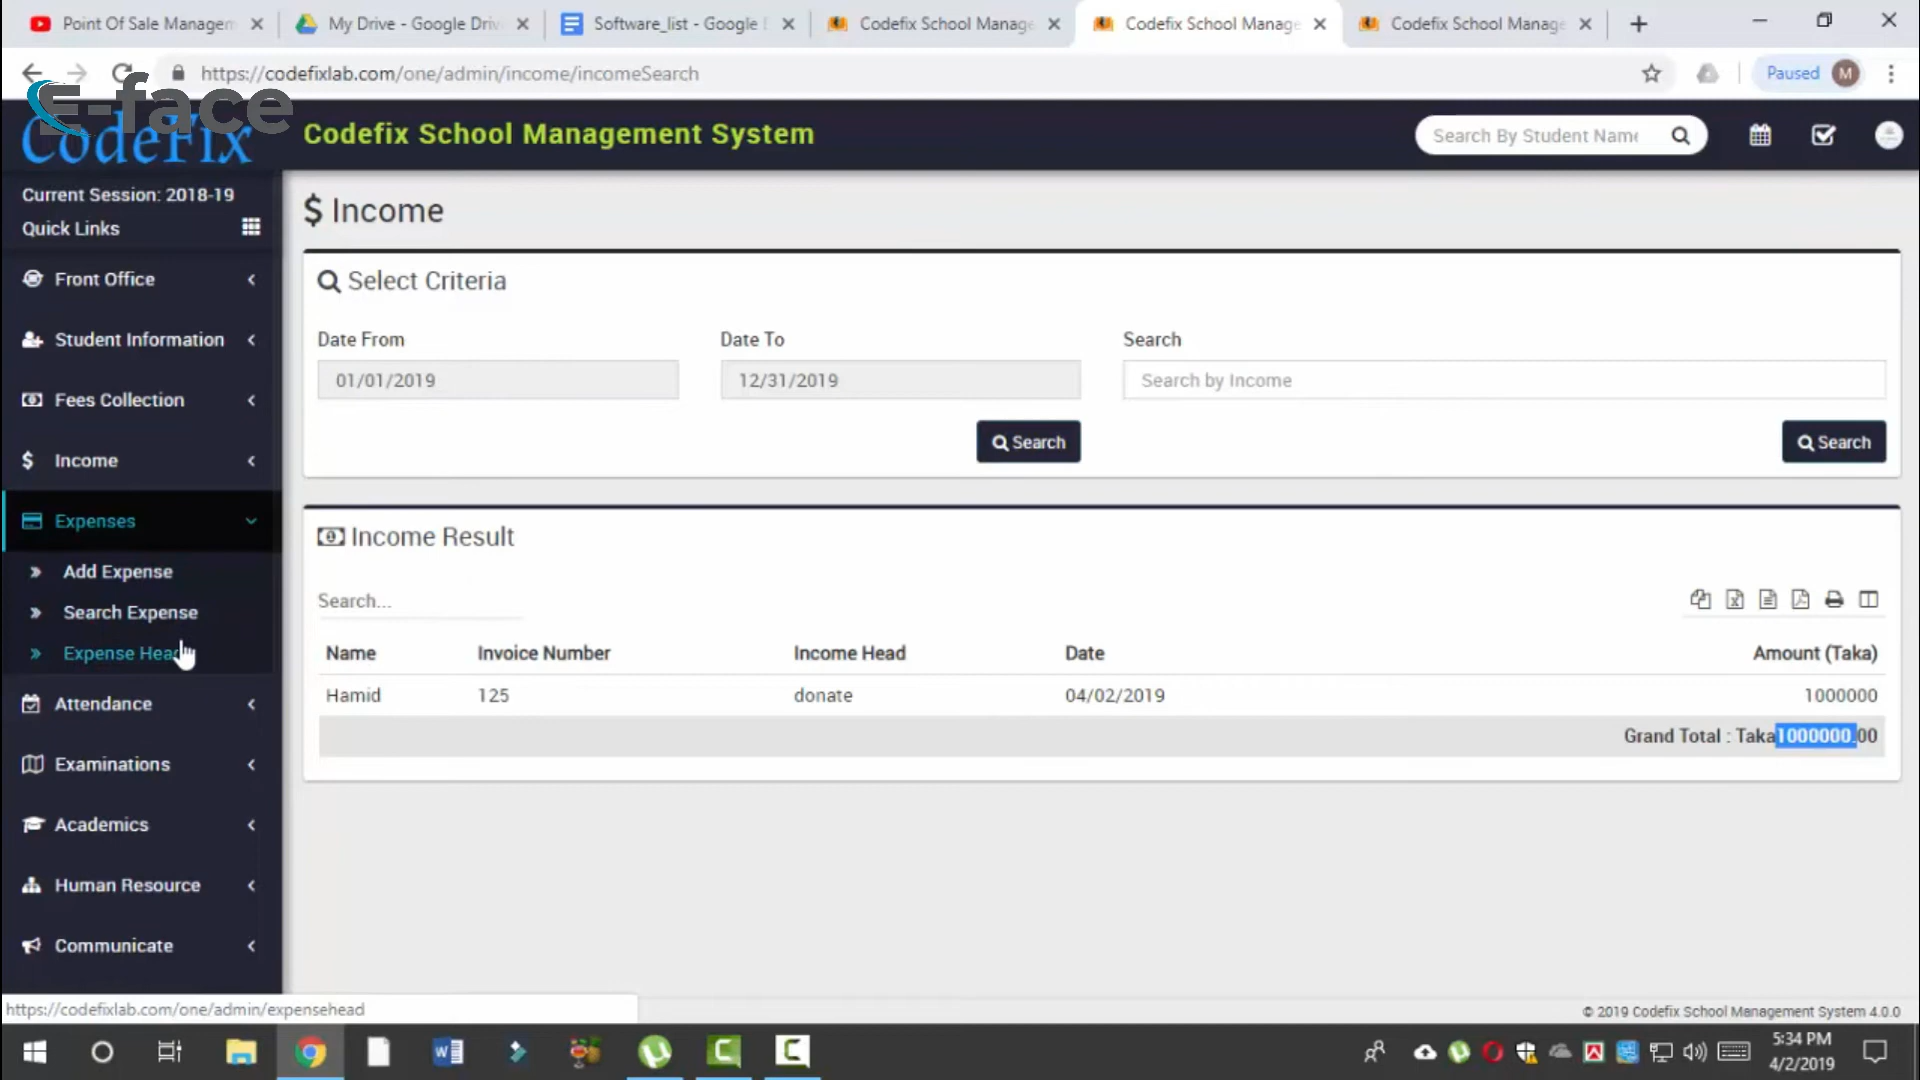 Point Of Sale Managem
My Drive - Google Driv
Software_list - Google
Codefix School Manage
Codefix School Manage
Codefix School Manage
https://codefixlab.com/one/admin/income/incomeSearch
Paused M
E-face
CodeFix
Codefix School Management System
Search By Student Name
Current Session: 2018-19
Quick Links
Front Office
Student Information
Fees Collection
Income
Expenses
Add Expense
Search Expense
Expense Hea
Attendance
Examinations
Academics
Human Resource
Communicate
$ Income
Select Criteria
Date From
Date To
Search
01/01/2019
12/31/2019
Search by Income
Search
Search
Income Result
Search...
Name Invoice Number Income Head Date Amount (Taka)
Hamid 125 donate 04/02/2019 1000000
Grand Total : Taka1000000.00
https://codefixlab.com/one/admin/expensehead
© 2019 Codefix School Management System 4.0.0
5:34 PM
4/2/2019